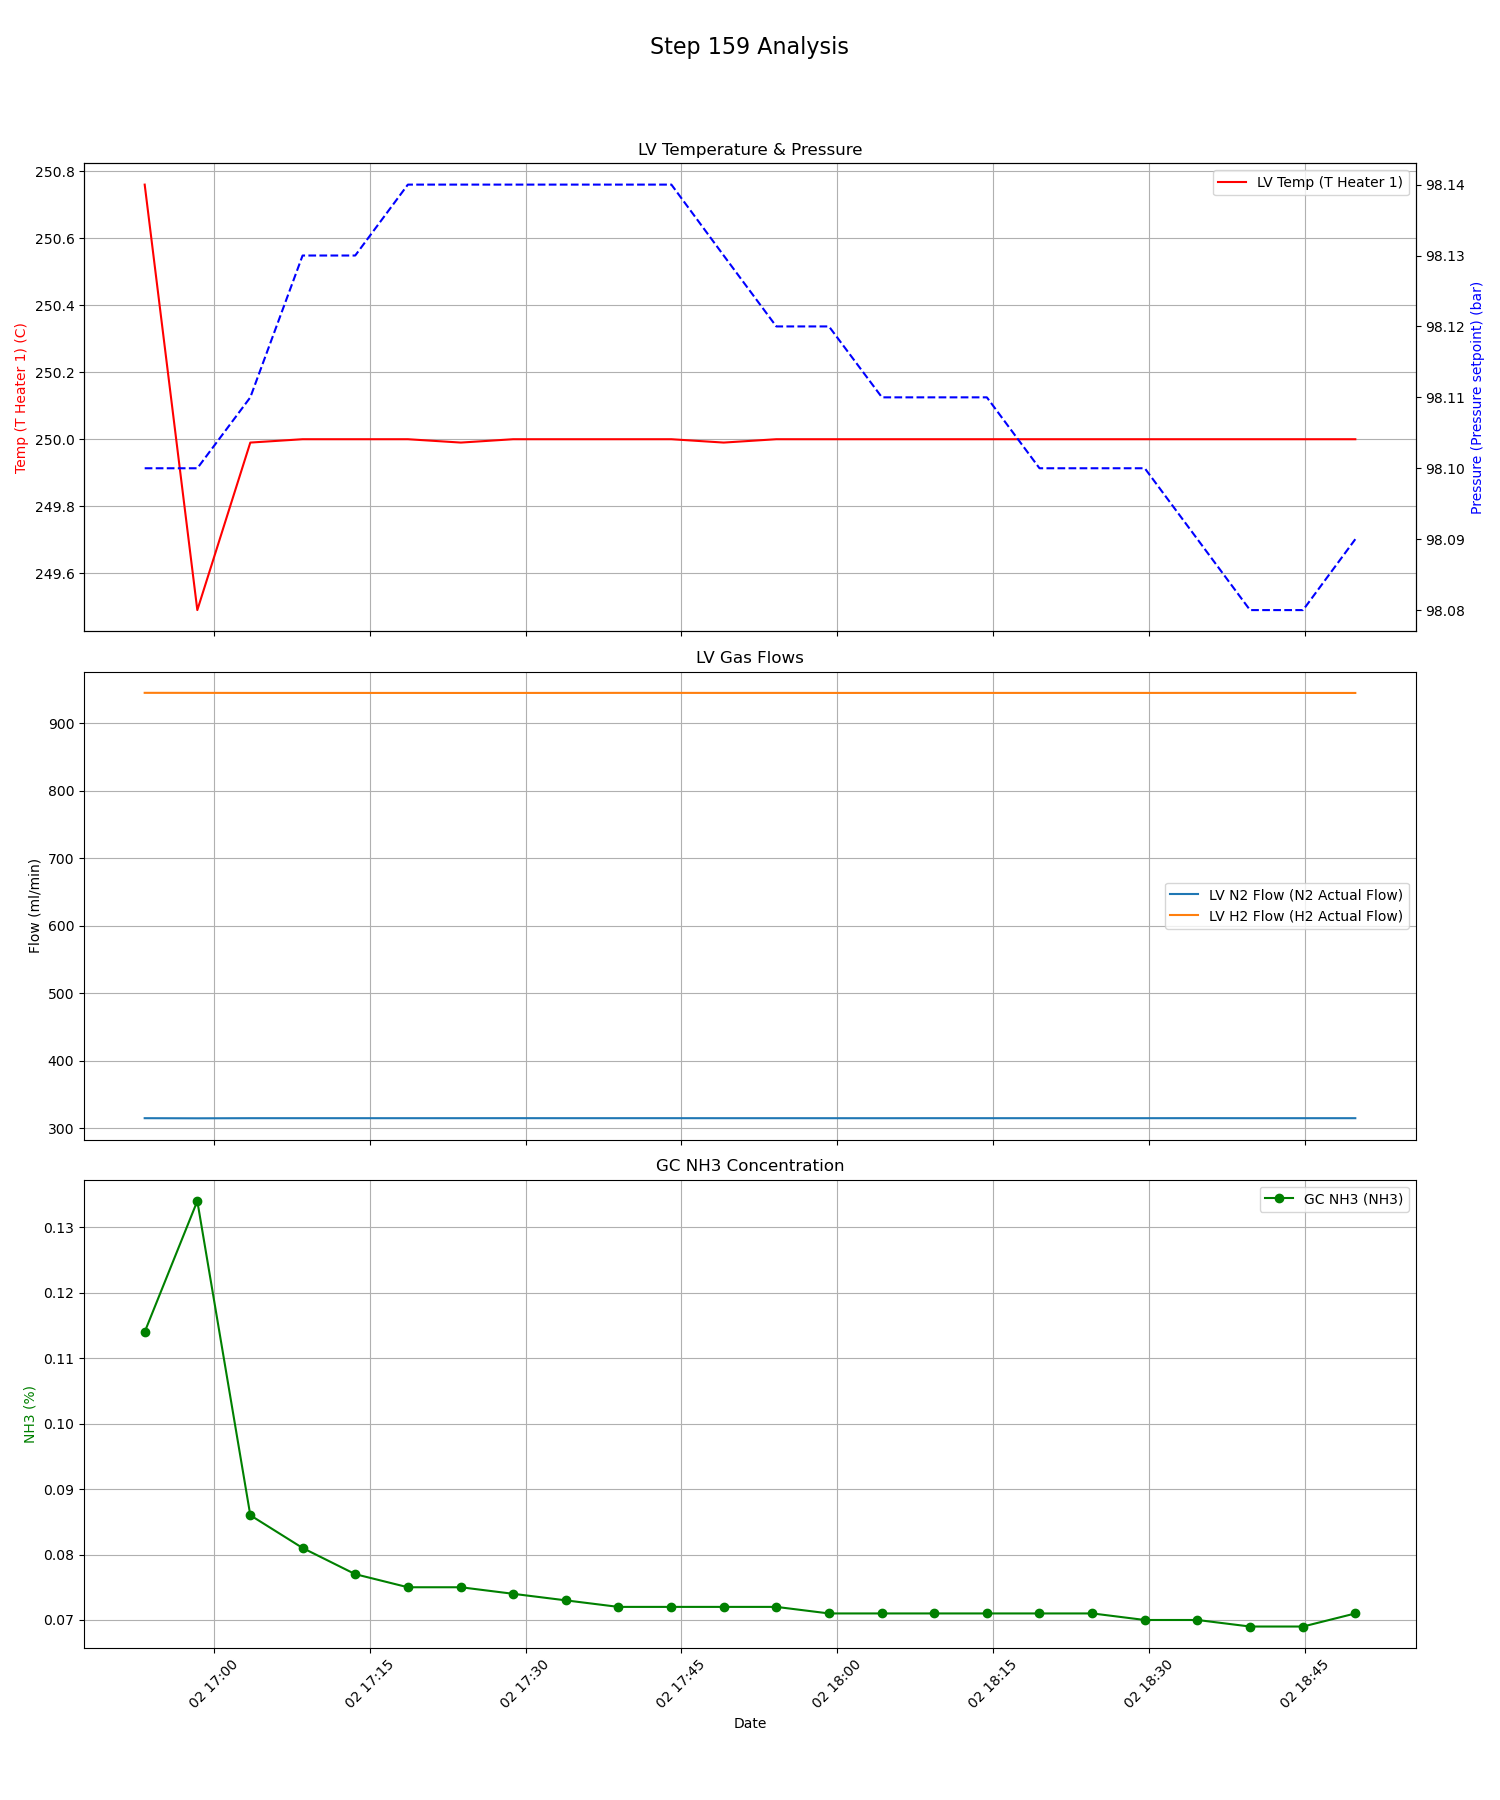 Step 159 Analysis
LV Temperature & Pressure
LV Temp (T Heater 1)
Temp (T Heater 1) (C)
250.8
250.6
250.4
250.2
250.0
249.8
249.6
98.14
98.13
98.12
98.11
98.10
98.09
98.08
Pressure (Pressure setpoint) (bar)
LV Gas Flows
Flow (ml/min)
900
800
700
600
500
400
300
LV N2 Flow (N2 Actual Flow)
LV H2 Flow (H2 Actual Flow)
GC NH3 Concentration
GC NH3 (NH3)
NH3 (%)
0.13
0.12
0.11
0.10
0.09
0.08
0.07
02 17:00
02 17:15
02 17:30
02 17:45
02 18:00
02 18:15
02 18:30
02 18:45
Date